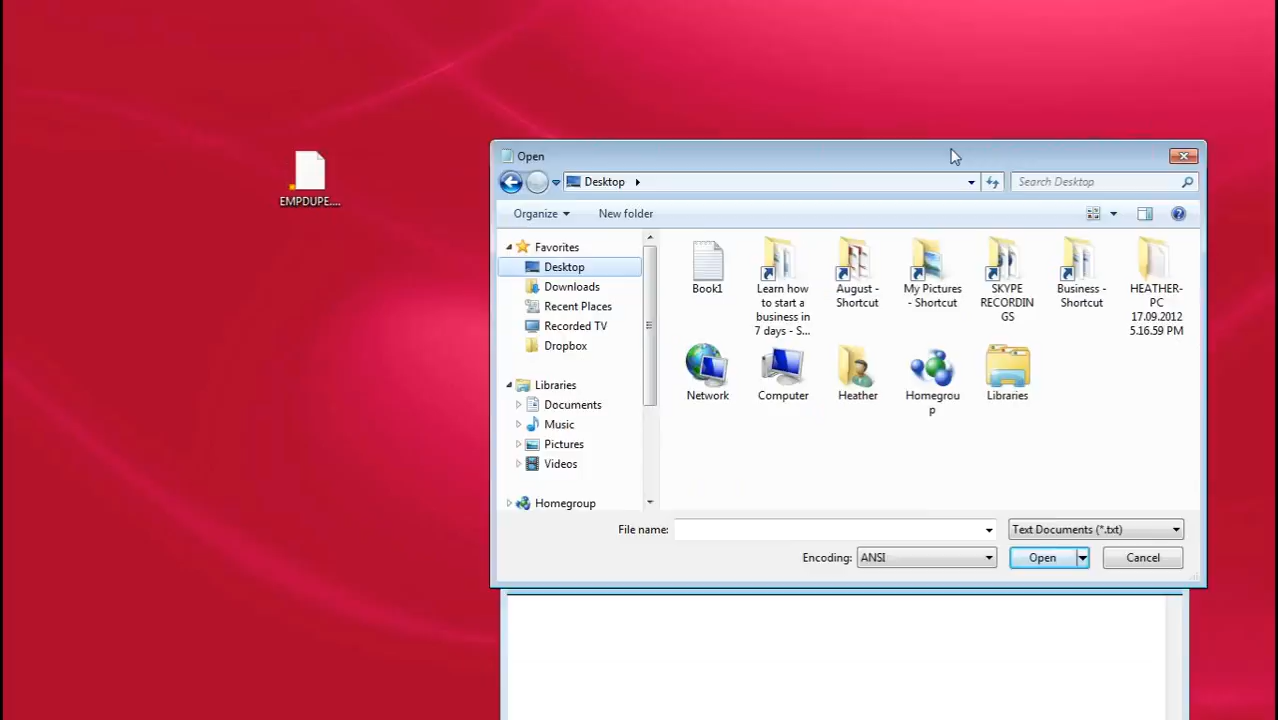 EMPDUPE....
Open
Desktop
Search Desktop
Organize
New folder
Favorites
Desktop
Downloads
Recent Places
Recorded TV
Dropbox
Libraries
Documents
Music
Pictures
Videos
Homegroup
Book1
Learn how
to start a
business in
7 days - S...
August -
Shortcut
My Pictures
- Shortcut
SKYPE
RECORDIN
GS
Business -
Shortcut
HEATHER-
PC
17.09.2012
5.16.59 PM
Network
Computer
Heather
Homegrou
p
Libraries
File name:
Text Documents (*.txt)
Encoding:
ANSI
Open
Cancel